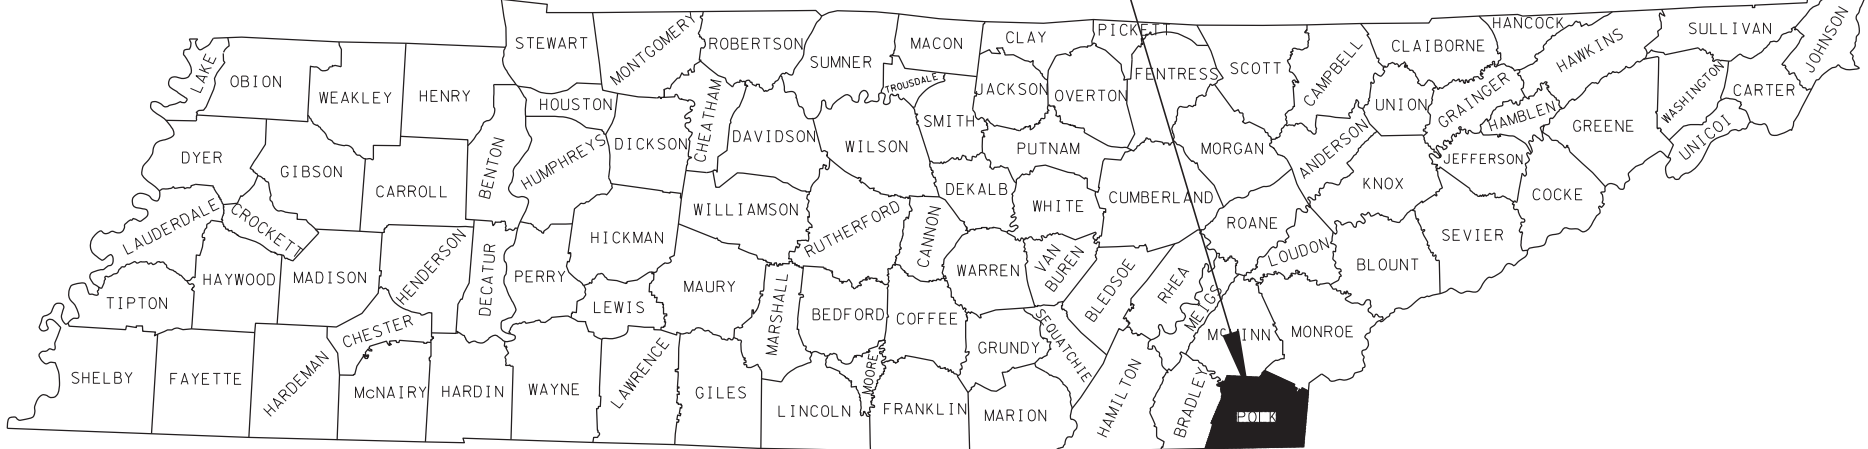 HANCOCK
PICKETT
SULLIVAN
STEWART
MONTGOMERY
ROBERTSON
MACON
CLAY
CLAIBORNE
HAWKINS
JOHNSON
LAKE
OBION
SUMNER
TROUSDALE
JACKSON
OVERTON
FENTRESS
SCOTT
CAMPBELL
UNION
GRAINGER
HAMBLEN
WASHINGTON
CARTER
WEAKLEY
HENRY
HOUSTON
CHEATHAM
SMITH
GREENE
UNICOI
DICKSON
DAVIDSON
WILSON
PUTNAM
MORGAN
ANDERSON
JEFFERSON
DYER
GIBSON
CARROLL
BENTON
HUMPHREYS
DEKALB
WHITE
CUMBERLAND
KNOX
COCKE
LAUDERDALE
CROCKETT
WILLIAMSON
RUTHERFORD
CANNON
ROANE
LOUDON
SEVIER
HICKMAN
HAYWOOD
MADISON
HENDERSON
DECATUR
PERRY
WARREN
VAN
BUREN
BLEDSOE
RHEA
MEIGS
BLOUNT
TIPTON
LEWIS
MAURY
MARSHALL
BEDFORD
COFFEE
SEQUATCHIE
CHESTER
GRUNDY
McMINN
MONROE
SHELBY
FAYETTE
HARDEMAN
McNAIRY
HARDIN
WAYNE
LAWRENCE
GILES
LINCOLN
MOORE
FRANKLIN
MARION
HAMILTON
BRADLEY
POLK